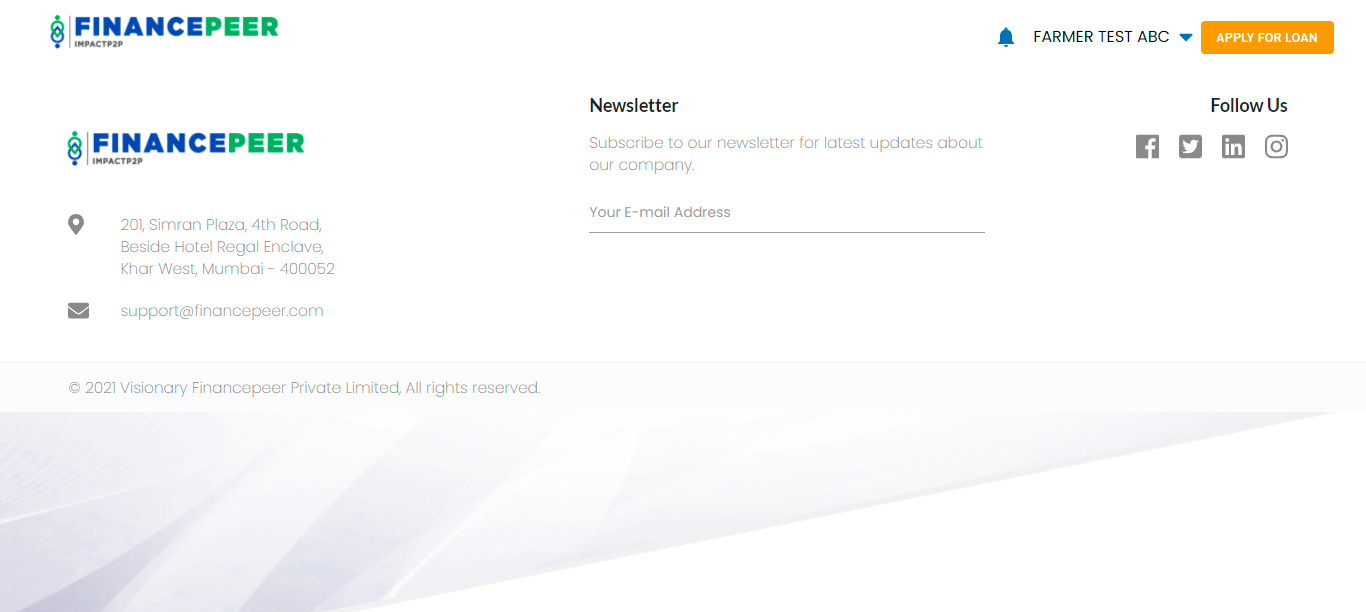 FINANCEPEER
IMPACTP2P
FARMER TEST ABC
APPLY FOR LOAN
FINANCEPEER
IMPACTP2P
201, Simran Plaza, 4th Road,
Beside Hotel Regal Enclave,
Khar West, Mumbai - 400052
support@financepeer.com
Newsletter
Subscribe to our newsletter for latest updates about
our company.
Your E-mail Address
Follow Us
© 2021 Visionary Financepeer Private Limited, All rights reserved.